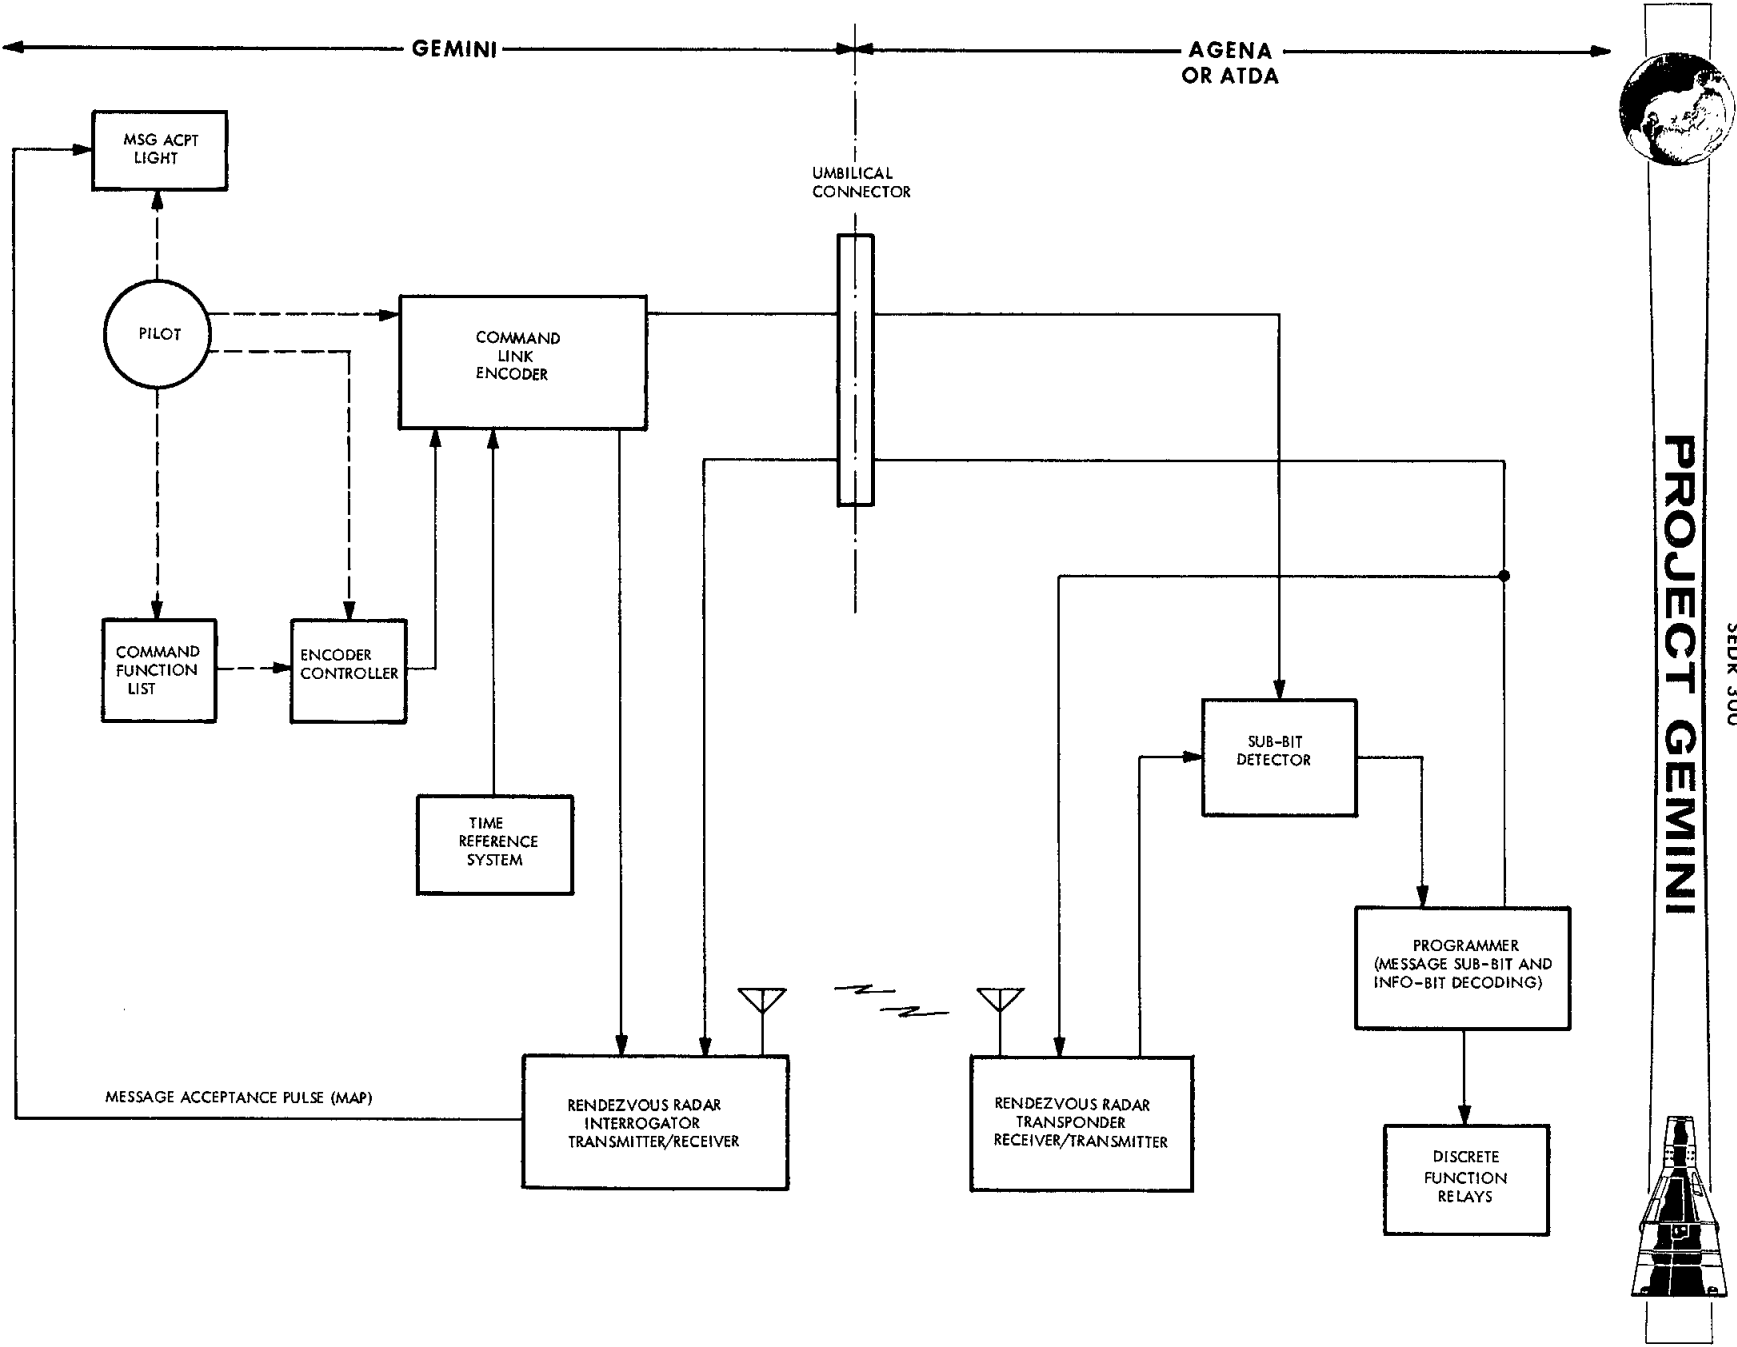 GEMINI
AGENA
OR ATDA
MSG ACPT
LIGHT
UMBILICAL
CONNECTOR
PILOT
COMMAND
LINK
ENCODER
COMMAND
FUNCTION
LIST
ENCODER
CONTROLLER
TIME
REFERENCE
SYSTEM
SUB-BIT
DETECTOR
PROGRAMMER
(MESSAGE SUB-BIT AND
INFO-BIT DECODING)
MESSAGE ACCEPTANCE PULSE (MAP)
RENDEZVOUS RADAR
INTERROGATOR
TRANSMITTER/RECEIVER
RENDEZVOUS RADAR
TRANSPONDER
RECEIVER/TRANSMITTER
DISCRETE
FUNCTION
RELAYS
PROJECT GEMINI
SEDR 300